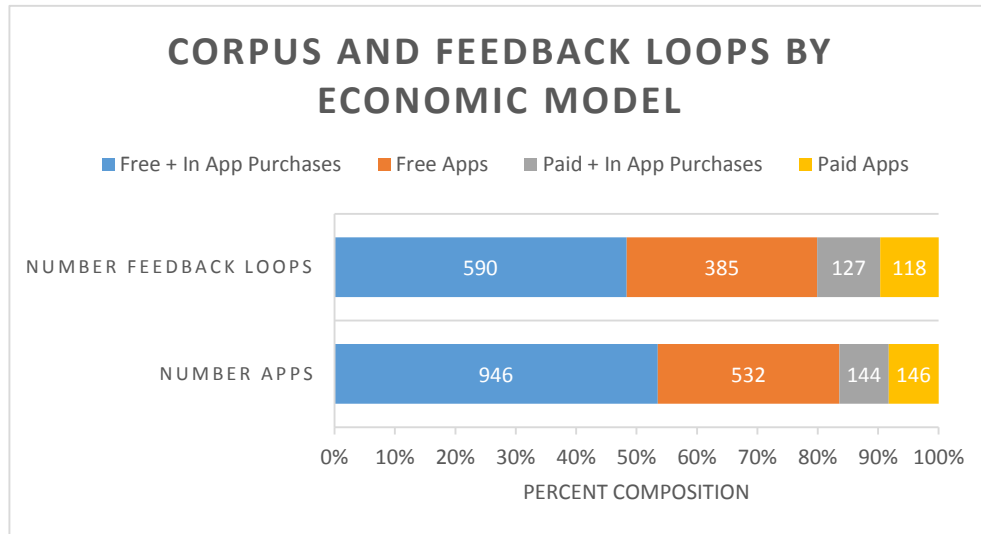 CORPUS AND FEEDBACK LOOPS BY
ECONOMIC MODEL
Free + In App Purchases Free Apps Paid + In App Purchases Paid Apps
NUMBER FEEDBACK LOOPS 590 385 127 118
NUMBER APPS 946 532 144 146
0% 10% 20% 30% 40% 50% 60% 70% 80% 90% 100%
PERCENT COMPOSITION